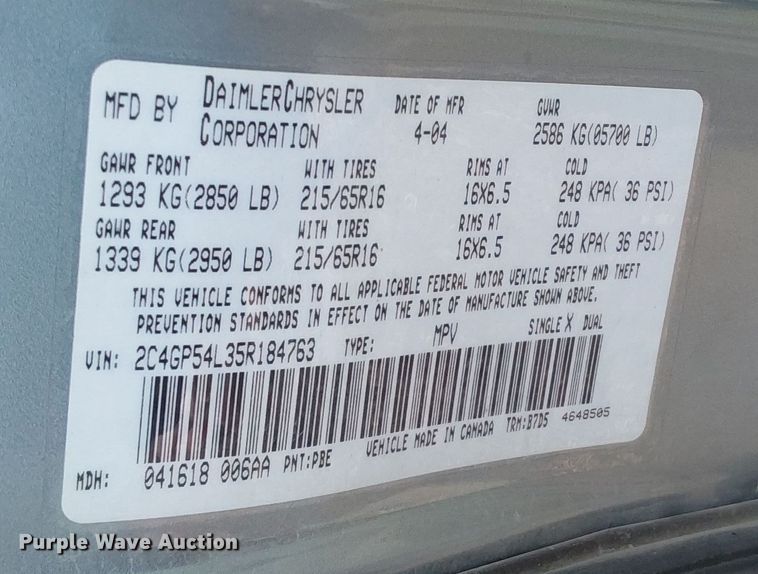 MFD BY DAIMLERCHRYSLER CORPORATION DATE OF MFR 4-04 GVWR 2586 KG(05700 LB)
GAWR FRONT WITH TIRES RIMS AT COLD
1293 KG(2850 LB) 215/65R16 16X6.5 248 KPA( 36 PSI)
GAWR REAR WITH TIRES RIMS AT COLD
1339 KG(2950 LB) 215/65R16 16X6.5 248 KPA( 36 PSI)
THIS VEHICLE CONFORMS TO ALL APPLICABLE FEDERAL MOTOR VEHICLE SAFETY AND THEFT
PREVENTION STANDARDS IN EFFECT ON THE DATE OF MANUFACTURE SHOWN ABOVE.
VIN: 2C4GP54L35R184763 TYPE: MPV SINGLE X DUAL
MDH: 041618 006AA PNT:PBE VEHICLE MADE IN CANADA TRM:B7D5 4648505
Purple Wave Auction